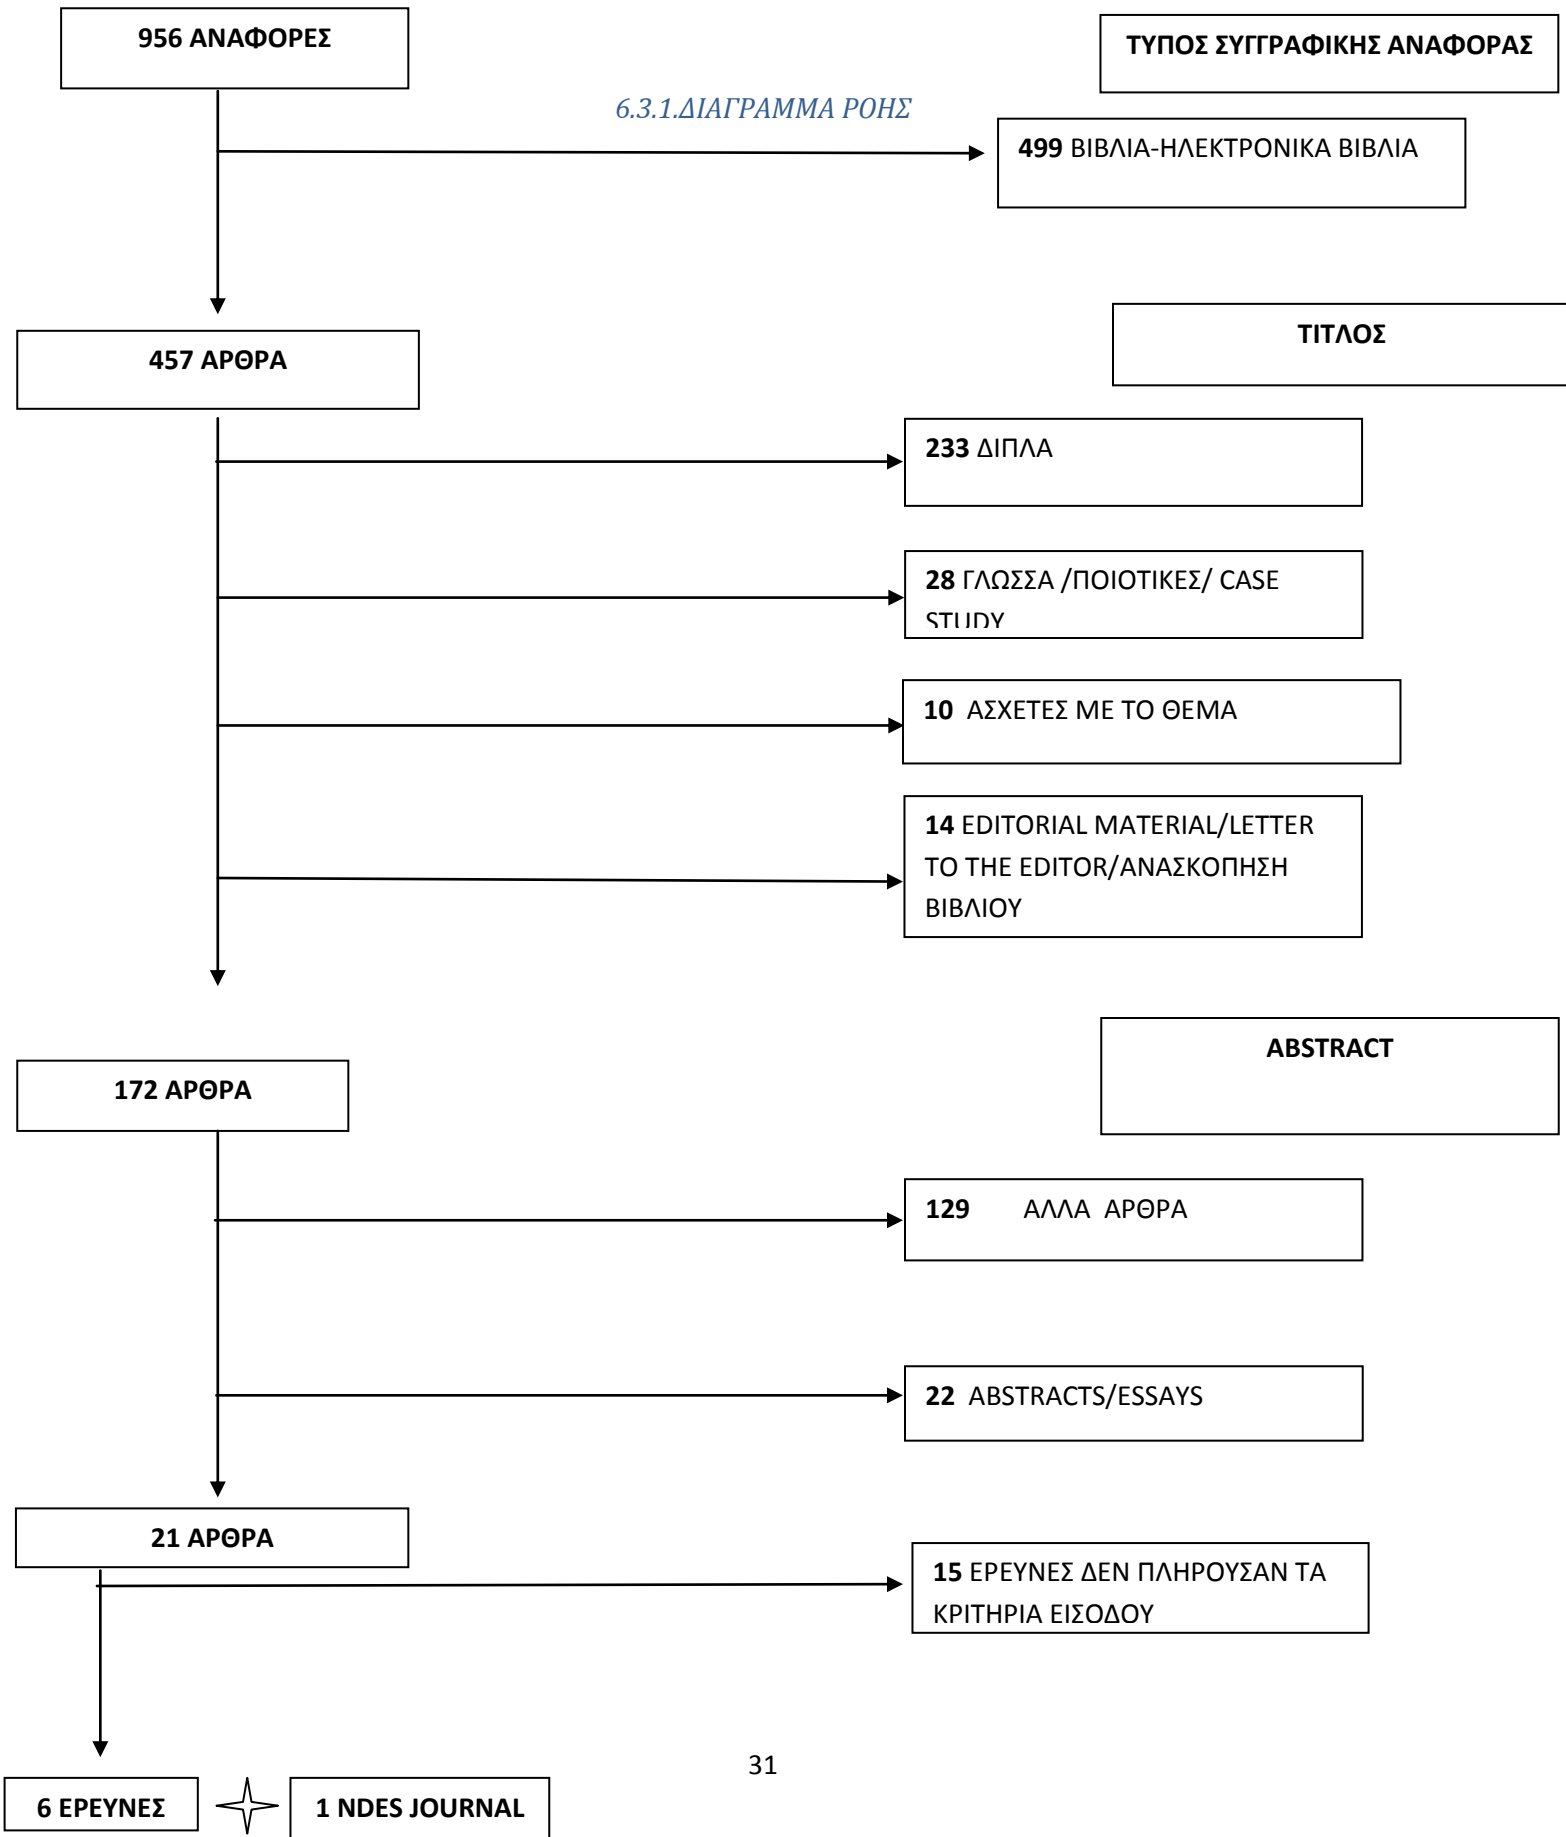 956 ΑΝΑΦΟΡΕΣ
ΤΥΠΟΣ ΣΥΓΓΡΑΦΙΚΗΣ ΑΝΑΦΟΡΑΣ
6.3.1.ΔΙΑΓΡΑΜΜΑ ΡΟΗΣ
499 ΒΙΒΛΙΑ-ΗΛΕΚΤΡΟΝΙΚΑ ΒΙΒΛΙΑ
457 ΑΡΘΡΑ
ΤΙΤΛΟΣ
233 ΔΙΠΛΑ
28 ΓΛΩΣΣΑ /ΠΟΙΟΤΙΚΕΣ/ CASE
STUDY
10 ΑΣΧΕΤΕΣ ΜΕ ΤΟ ΘΕΜΑ
14 EDITORIAL MATERIAL/LETTER
TO THE EDITOR/ΑΝΑΣΚΟΠΗΣΗ
ΒΙΒΛΙΟΥ
172 ΑΡΘΡΑ
ABSTRACT
129 ΑΛΛΑ ΑΡΘΡΑ
22 ABSTRACTS/ESSAYS
21 ΑΡΘΡΑ
15 ΕΡΕΥΝΕΣ ΔΕΝ ΠΛΗΡΟΥΣΑΝ ΤΑ
ΚΡΙΤΗΡΙΑ ΕΙΣΟΔΟΥ
31
6 ΕΡΕΥΝΕΣ
1 NDES JOURNAL